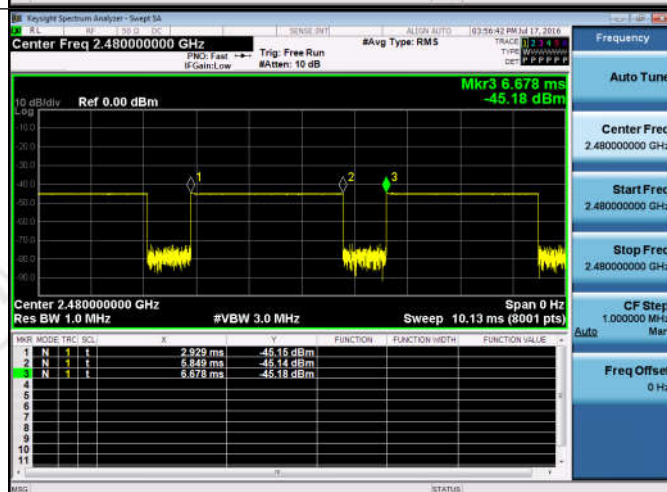 Keysight Spectrum Analyzer - Swept SA
RL RF 50 Ω DC SENSE:INT ALIGN AUTO 03:56:42 PM Jul 17, 2016
Center Freq 2.480000000 GHz
PNO: Fast
IFGain:Low
Trig: Free Run
#Atten: 10 dB
#Avg Type: RMS
TRACE 1 2 3 4 5 6
TYPE WWWWWW
DET P P P P P P
Mkr3 6.678 ms
-45.18 dBm
10 dB/div Ref 0.00 dBm
Log
-10.0
-20.0
-30.0
-40.0
-50.0
-60.0
-70.0
-80.0
-90.0
1
2
3
Center 2.480000000 GHz Span 0 Hz
Res BW 1.0 MHz #VBW 3.0 MHz Sweep 10.13 ms (8001 pts)
MKR MODE TRC SCL X Y FUNCTION FUNCTION WIDTH FUNCTION VALUE
1 N 1 t 2.929 ms -45.15 dBm
2 N 1 t 5.849 ms -45.14 dBm
3 N 1 t 6.678 ms -45.18 dBm
4
5
6
7
8
9
10
11
MSG STATUS
Frequency
Auto Tune
Center Freq
2.480000000 GHz
Start Freq
2.480000000 GHz
Stop Freq
2.480000000 GHz
CF Step
1.000000 MHz
Auto Man
Freq Offset
0 Hz